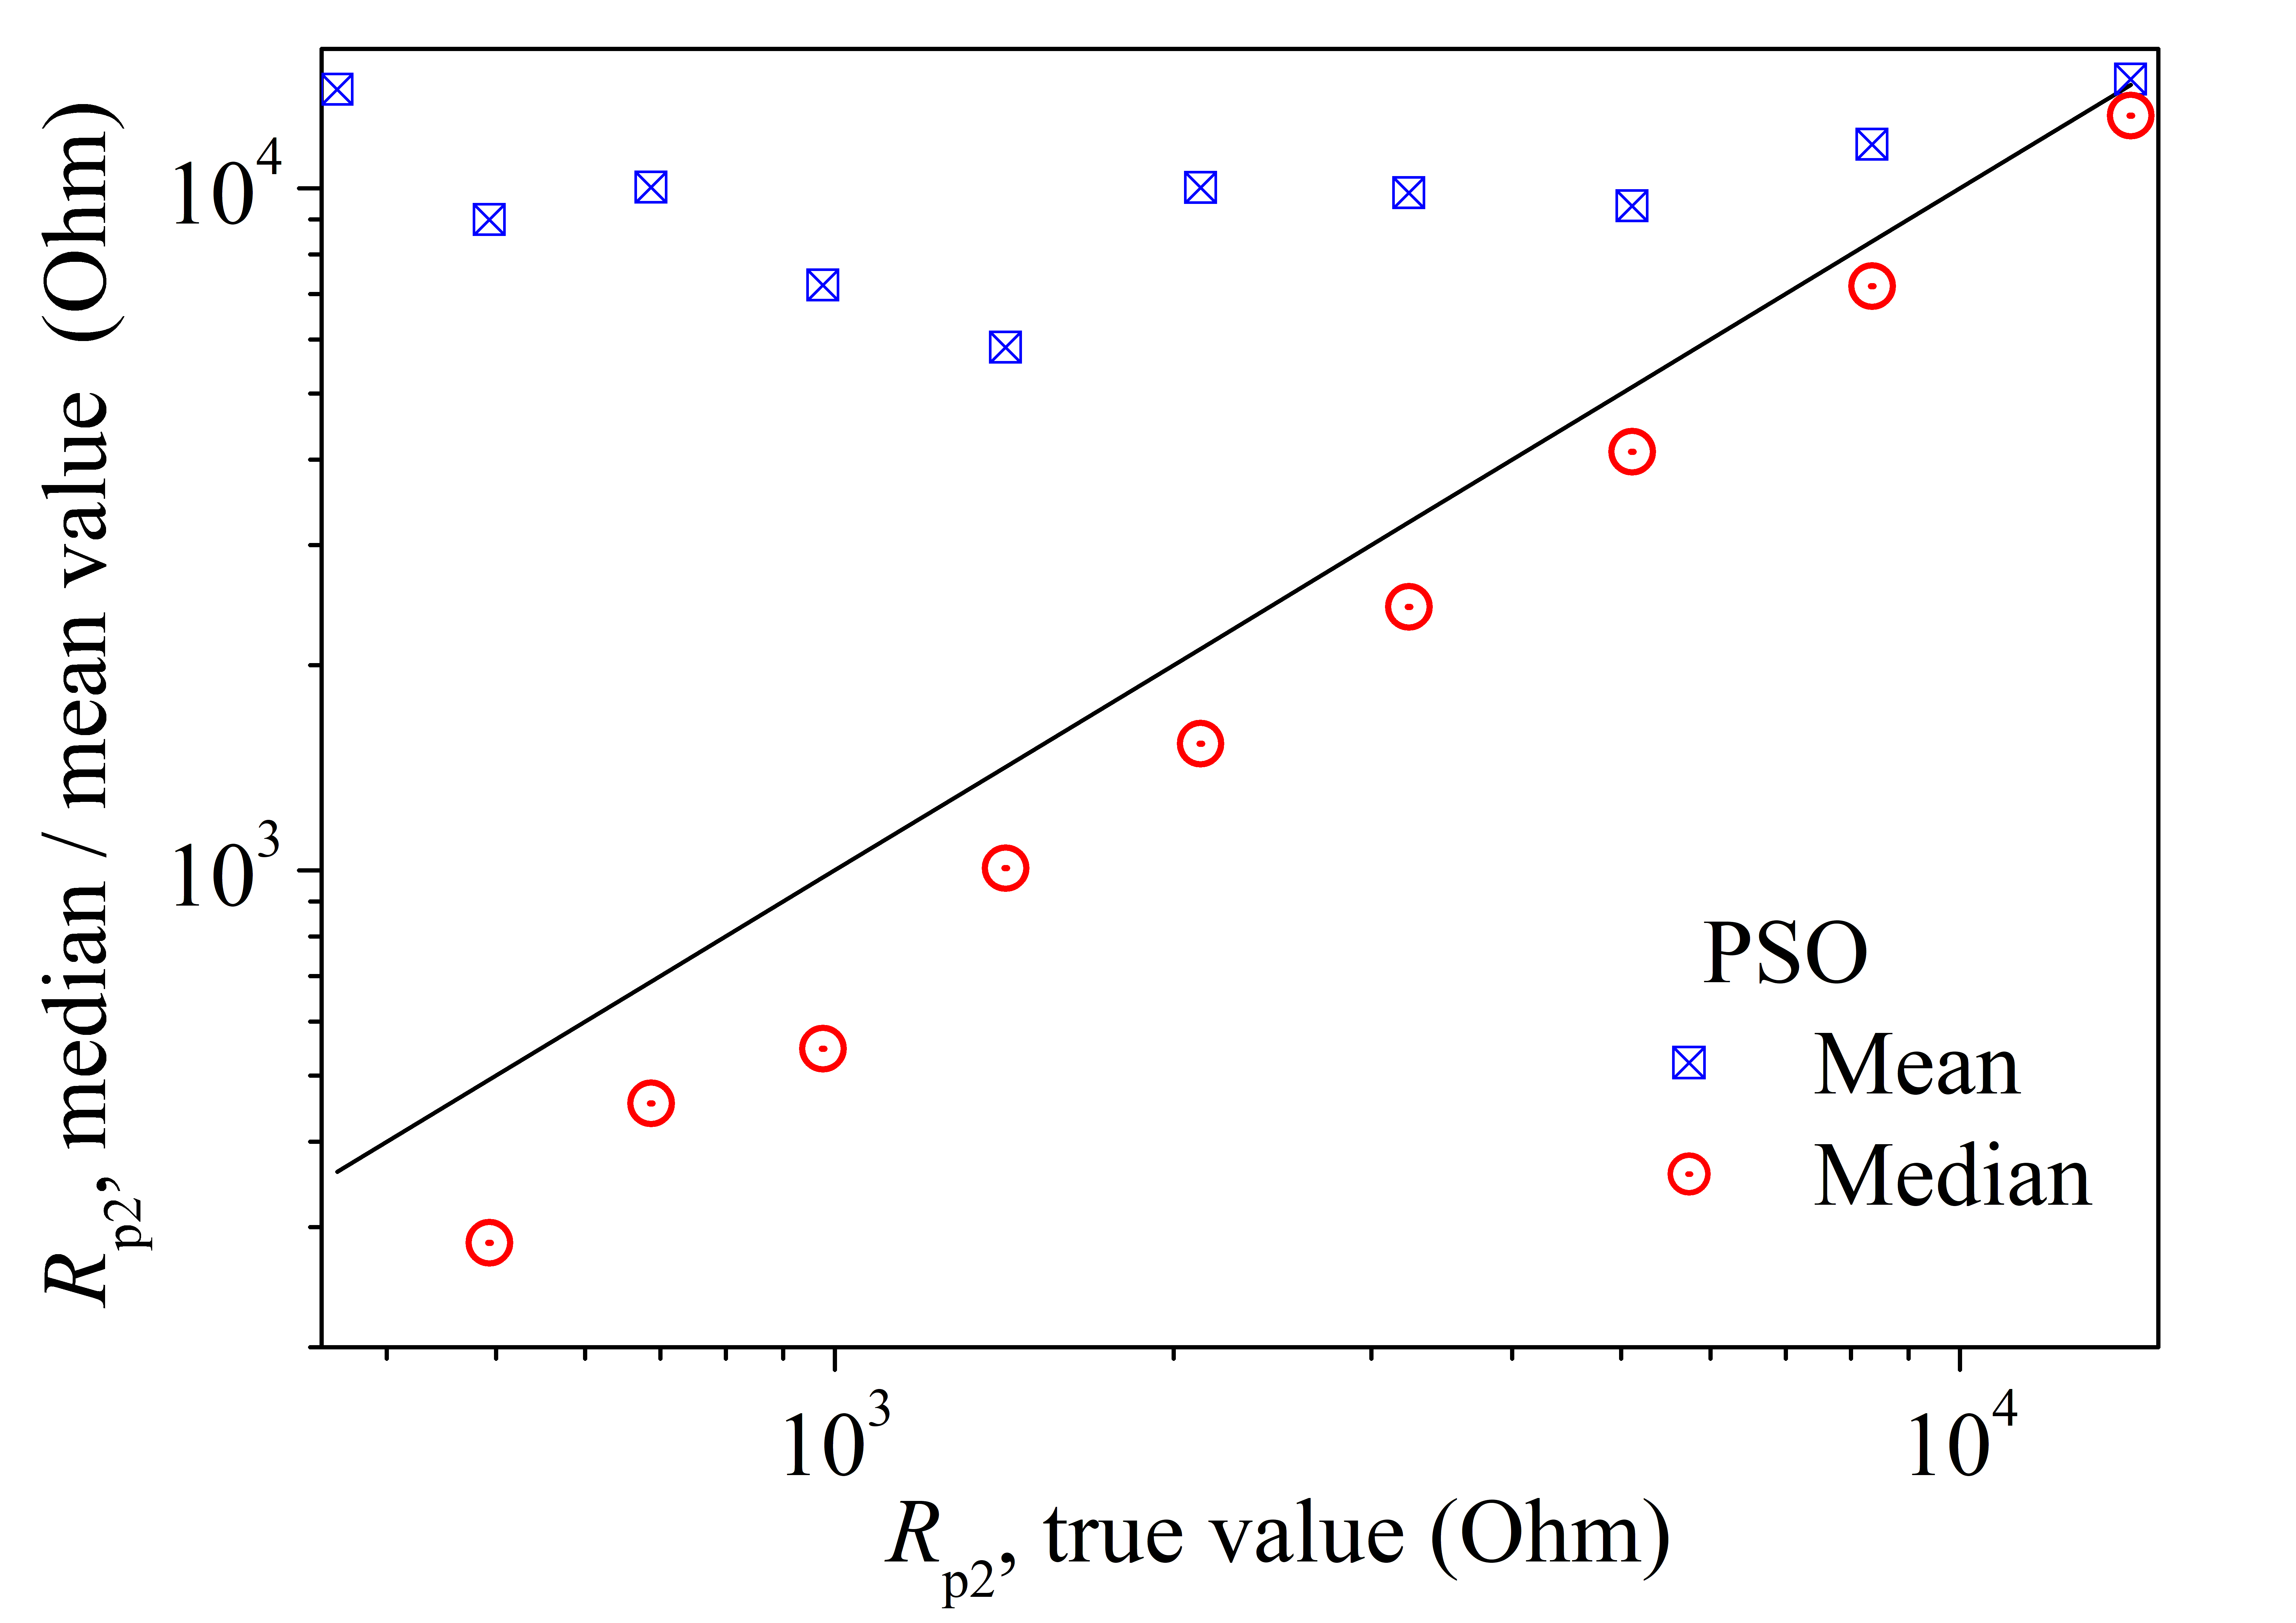 R_p2, median / mean value (Ohm)
10^4
10^3
PSO
Mean
Median
10^3
10^4
R_p2, true value (Ohm)